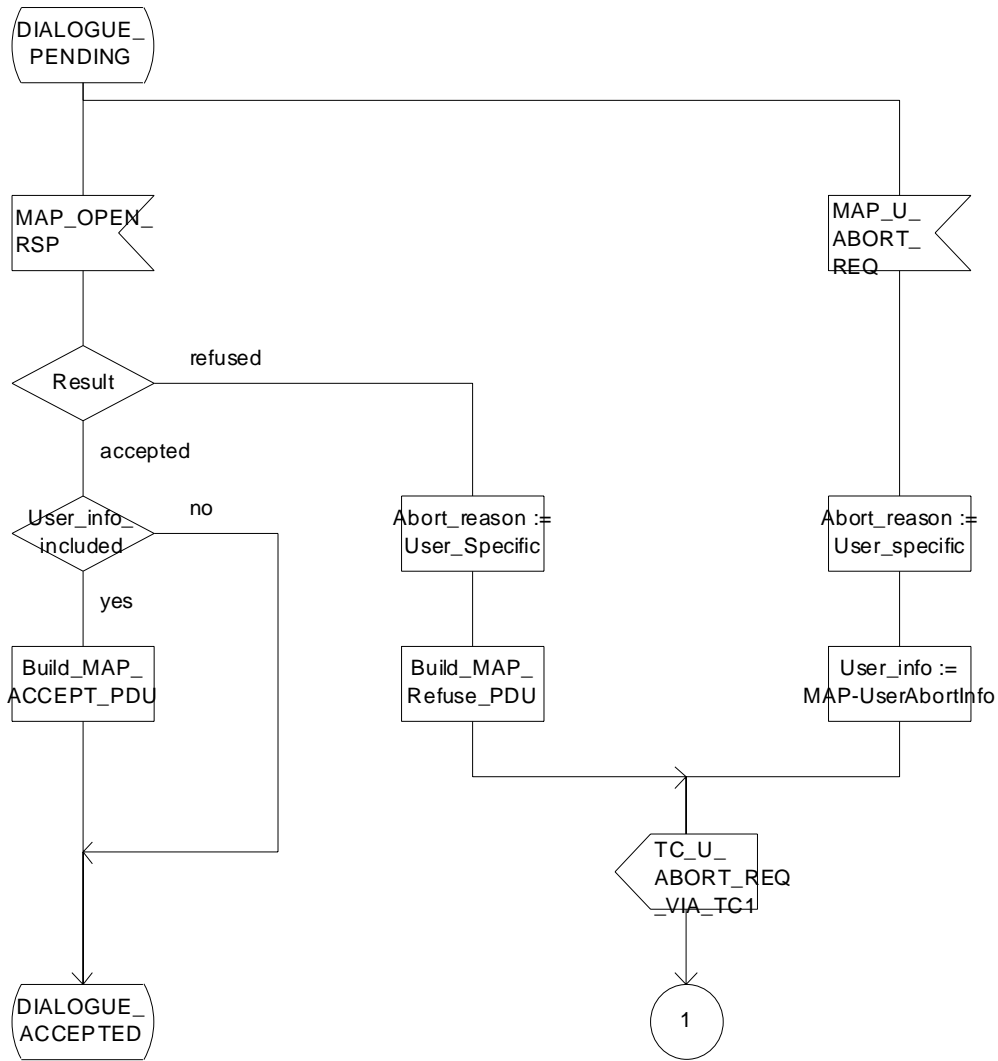 DIALOGUE_
PENDING
MAP_OPEN_
RSP
MAP_U_
ABORT_
REQ
Result
refused
accepted
User_info_
included
no
yes
Abort_reason :=
User_Specific
Abort_reason :=
User_specific
Build_MAP_
ACCEPT_PDU
Build_MAP_
Refuse_PDU
User_info :=
MAP-UserAbortInfo
TC_U_
ABORT_REQ
_VIA_TC1
DIALOGUE_
ACCEPTED
1